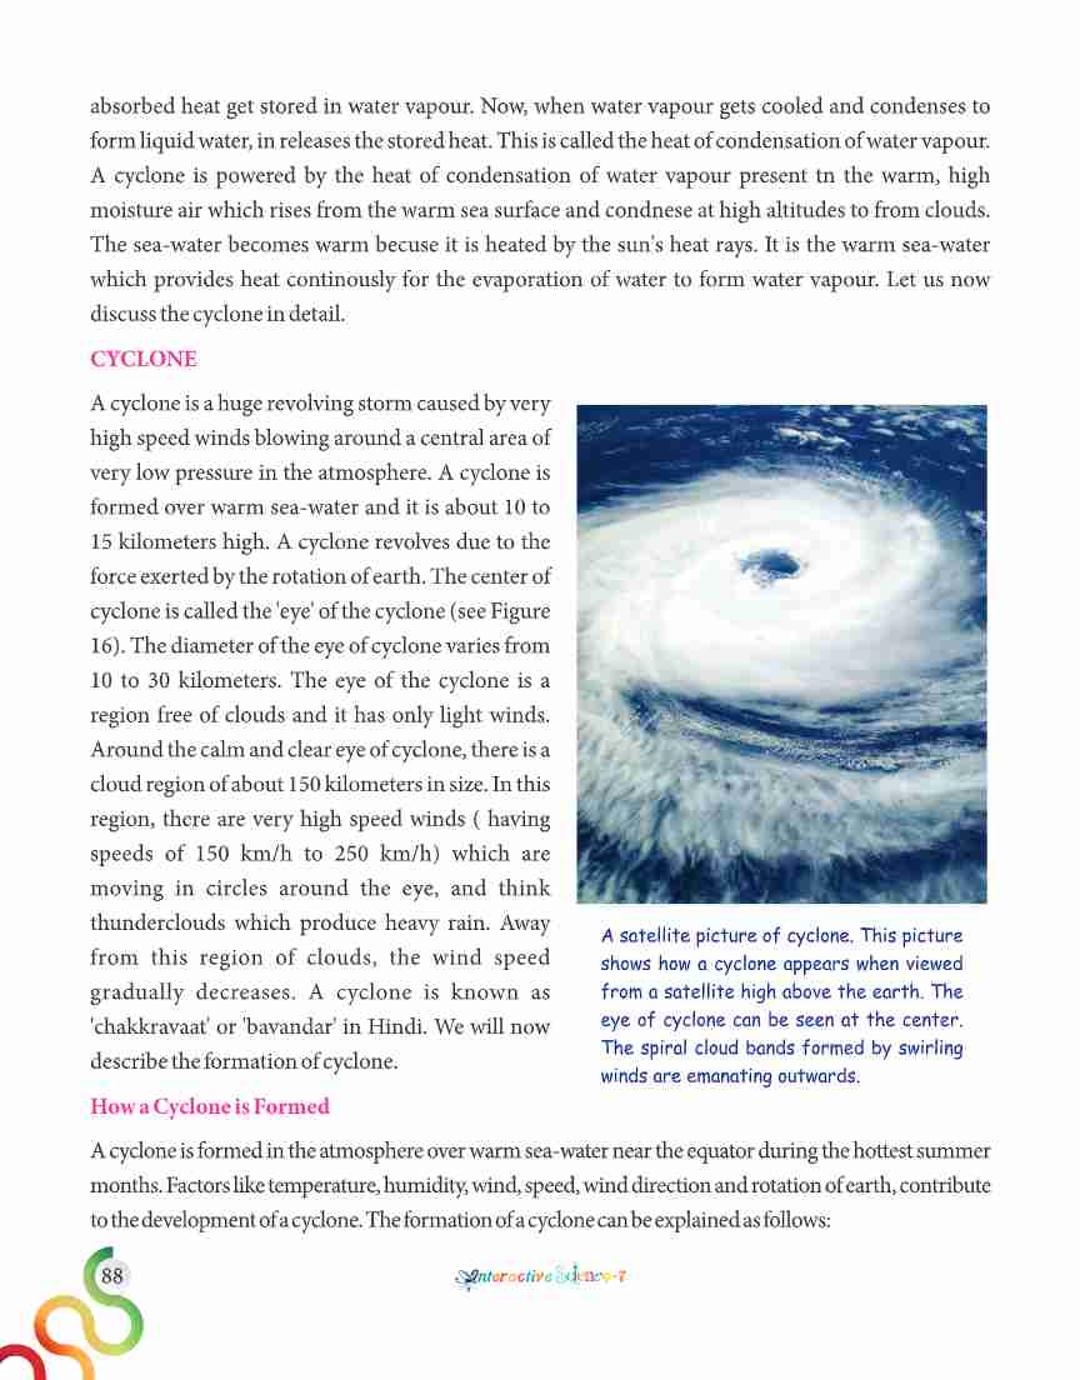 absorbed heat get stored in water vapour. Now, when water vapour gets cooled and condenses to
form liquid water, in releases the stored heat. This is called the heat of condensation of water vapour.
A cyclone is powered by the heat of condensation of water vapour present tn the warm, high
moisture air which rises from the warm sea surface and condnese at high altitudes to from clouds.
The sea-water becomes warm becuse it is heated by the sun's heat rays. It is the warm sea-water
which provides heat continously for the evaporation of water to form water vapour. Let us now
discuss the cyclone in detail.
CYCLONE
A cyclone is a huge revolving storm caused by very
high speed winds blowing around a central area of
very low pressure in the atmosphere. A cyclone is
formed over warm sea-water and it is about 10 to
15 kilometers high. A cyclone revolves due to the
force exerted by the rotation of earth. The center of
cyclone is called the 'eye' of the cyclone (see Figure
16). The diameter of the eye of cyclone varies from
10 to 30 kilometers. The eye of the cyclone is a
region free of clouds and it has only light winds.
Around the calm and clear eye of cyclone, there is a
cloud region of about 150 kilometers in size. In this
region, there are very high speed winds ( having
speeds of 150 km/h to 250 km/h) which are
moving in circles around the eye, and think
thunderclouds which produce heavy rain. Away
from this region of clouds, the wind speed
gradually decreases. A cyclone is known as
'chakkravaat' or 'bavandar' in Hindi. We will now
describe the formation of cyclone.
A satellite picture of cyclone. This picture
shows how a cyclone appears when viewed
from a satellite high above the earth. The
eye of cyclone can be seen at the center.
The spiral cloud bands formed by swirling
winds are emanating outwards.
How a Cyclone is Formed
A cyclone is formed in the atmosphere over warm sea-water near the equator during the hottest summer
months. Factors like temperature, humidity, wind, speed, wind direction and rotation of earth, contribute
to the development of a cyclone. The formation of a cyclone can be explained as follows:
88
Interactive Science-7